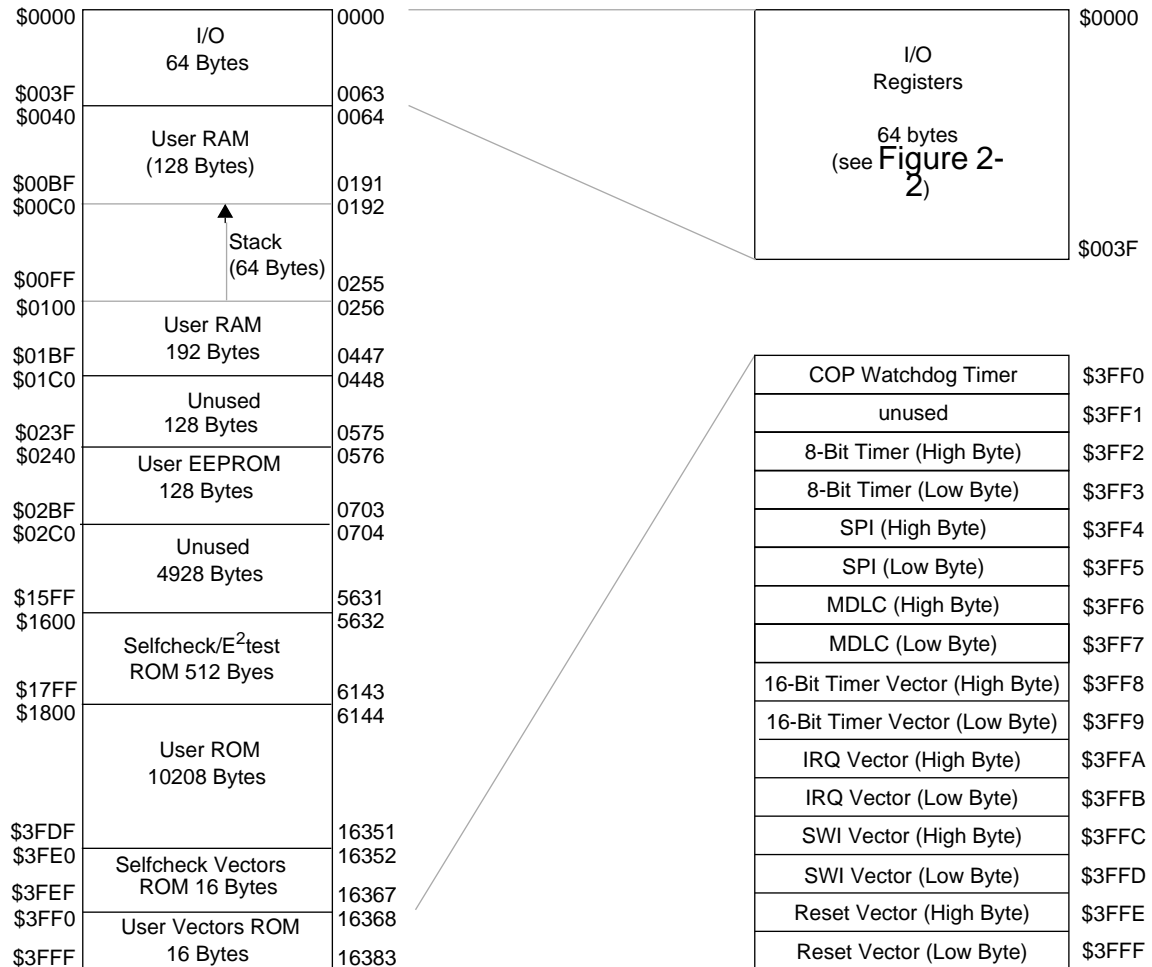 $0000
0000
I/O
64 Bytes
$003F
0063
$0040
0064
User RAM
(128 Bytes)
$00BF
0191
$00C0
0192
Stack
(64 Bytes)
$00FF
0255
$0100
0256
User RAM
192 Bytes
$01BF
0447
$01C0
0448
Unused
128 Bytes
$023F
0575
$0240
0576
User EEPROM
128 Bytes
$02BF
0703
$02C0
0704
Unused
4928 Bytes
$15FF
5631
$1600
5632
Selfcheck/E2test
ROM 512 Byes
$17FF
6143
$1800
6144
User ROM
10208 Bytes
$3FDF
16351
$3FE0
16352
Selfcheck Vectors
ROM 16 Bytes
$3FEF
16367
$3FF0
16368
User Vectors ROM
16 Bytes
$3FFF
16383
$0000
I/O
Registers
64 bytes
(see Figure 2-
2)
$003F
COP Watchdog Timer $3FF0
unused $3FF1
8-Bit Timer (High Byte) $3FF2
8-Bit Timer (Low Byte) $3FF3
SPI (High Byte) $3FF4
SPI (Low Byte) $3FF5
MDLC (High Byte) $3FF6
MDLC (Low Byte) $3FF7
16-Bit Timer Vector (High Byte) $3FF8
16-Bit Timer Vector (Low Byte) $3FF9
IRQ Vector (High Byte) $3FFA
IRQ Vector (Low Byte) $3FFB
SWI Vector (High Byte) $3FFC
SWI Vector (Low Byte) $3FFD
Reset Vector (High Byte) $3FFE
Reset Vector (Low Byte) $3FFF